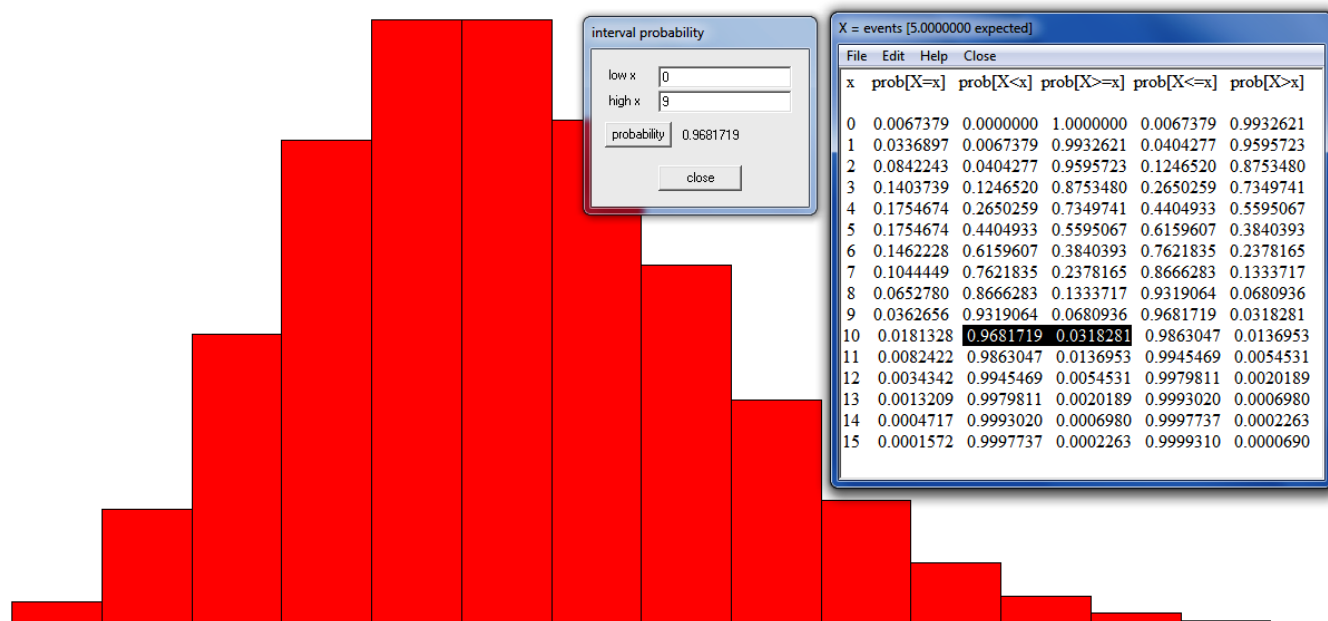 interval probability
low x 0
high x 9
probability 0.9681719
close
X = events [5.0000000 expected]
File Edit Help Close
x prob[X=x] prob[X<x] prob[X>=x] prob[X<=x] prob[X>x]
0 0.0067379 0.0000000 1.0000000 0.0067379 0.9932621
1 0.0336897 0.0067379 0.9932621 0.0404277 0.9595723
2 0.0842243 0.0404277 0.9595723 0.1246520 0.8753480
3 0.1403739 0.1246520 0.8753480 0.2650259 0.7349741
4 0.1754674 0.2650259 0.7349741 0.4404933 0.5595067
5 0.1754674 0.4404933 0.5595067 0.6159607 0.3840393
6 0.1462228 0.6159607 0.3840393 0.7621835 0.2378165
7 0.1044449 0.7621835 0.2378165 0.8666283 0.1333717
8 0.0652780 0.8666283 0.1333717 0.9319064 0.0680936
9 0.0362656 0.9319064 0.0680936 0.9681719 0.0318281
10 0.0181328 0.9681719 0.0318281 0.9863047 0.0136953
11 0.0082422 0.9863047 0.0136953 0.9945469 0.0054531
12 0.0034342 0.9945469 0.0054531 0.9979811 0.0020189
13 0.0013209 0.9979811 0.0020189 0.9993020 0.0006980
14 0.0004717 0.9993020 0.0006980 0.9997737 0.0002263
15 0.0001572 0.9997737 0.0002263 0.9999310 0.0000690